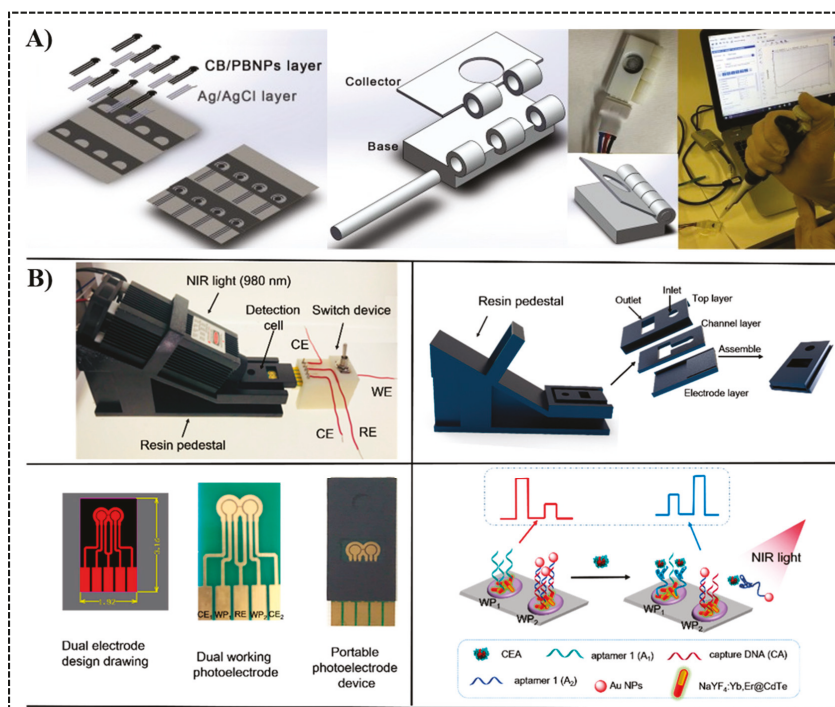 A)
CB/PBNPs layer
Ag/AgCl layer
Collector
Base
B)
NIR light (980 nm)
Detection
cell
Switch device
CE
WE
CE
RE
Resin pedestal
Resin pedestal
Outlet
Inlet
Top layer
Channel layer
Assemble
Electrode layer
CE₁ WP₁ RE WP₂ CE₂
Dual electrode
design drawing
Dual working
photoelectrode
Portable
photoelectrode
device
NIR light
WP₁
WP₂
WP₁
WP₂
CEA
aptamer 1 (A₁)
capture DNA (CA)
aptamer 1 (A₂)
Au NPs
NaYF₄:Yb,Er@CdTe